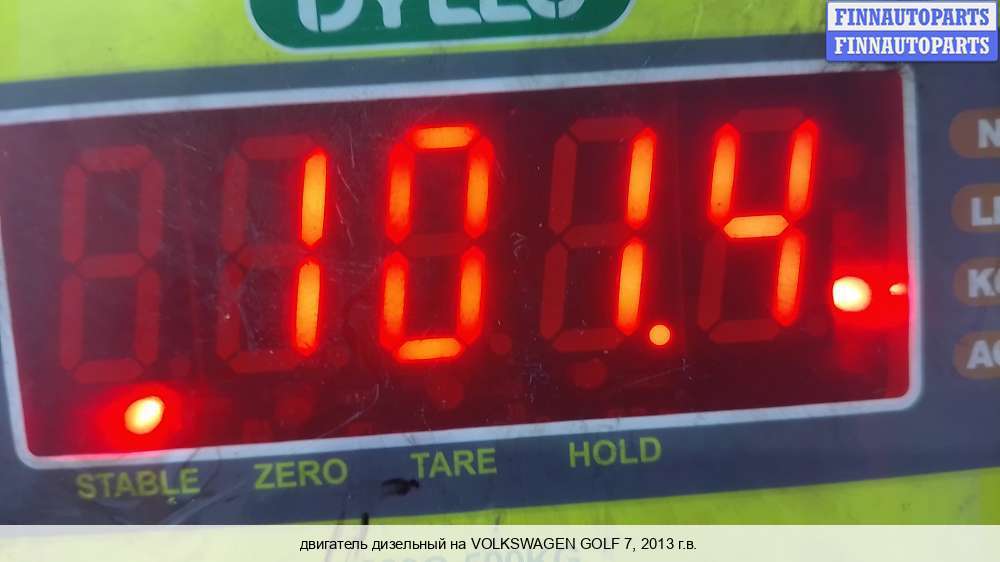 FINNAUTOPARTS
FINNAUTOPARTS
101.4
STABLE ZERO TARE HOLD
двигатель дизельный на VOLKSWAGEN GOLF 7, 2013 г.в.